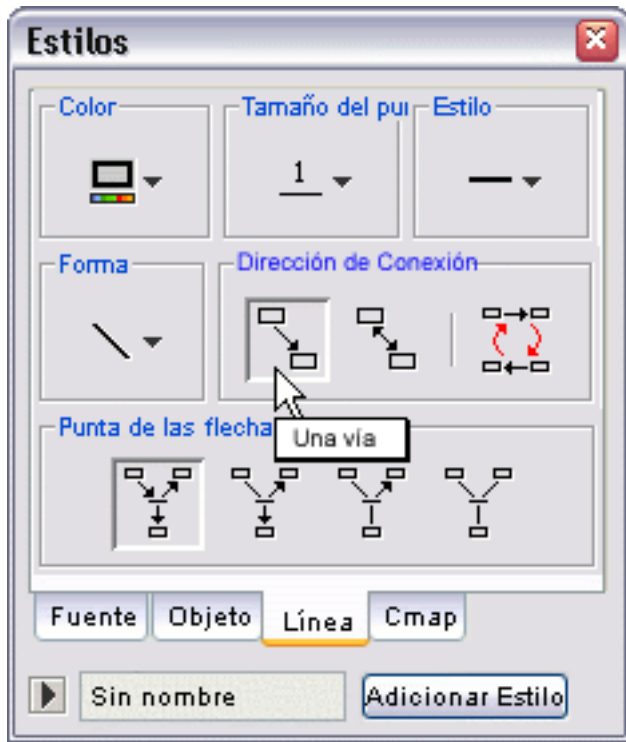 Estilos
Color
Tamaño del pu
Estilo
1
Forma
Dirección de Conexión
Punta de las flecha
Una vía
Fuente
Objeto
Línea
Cmap
Sin nombre
Adicionar Estilo